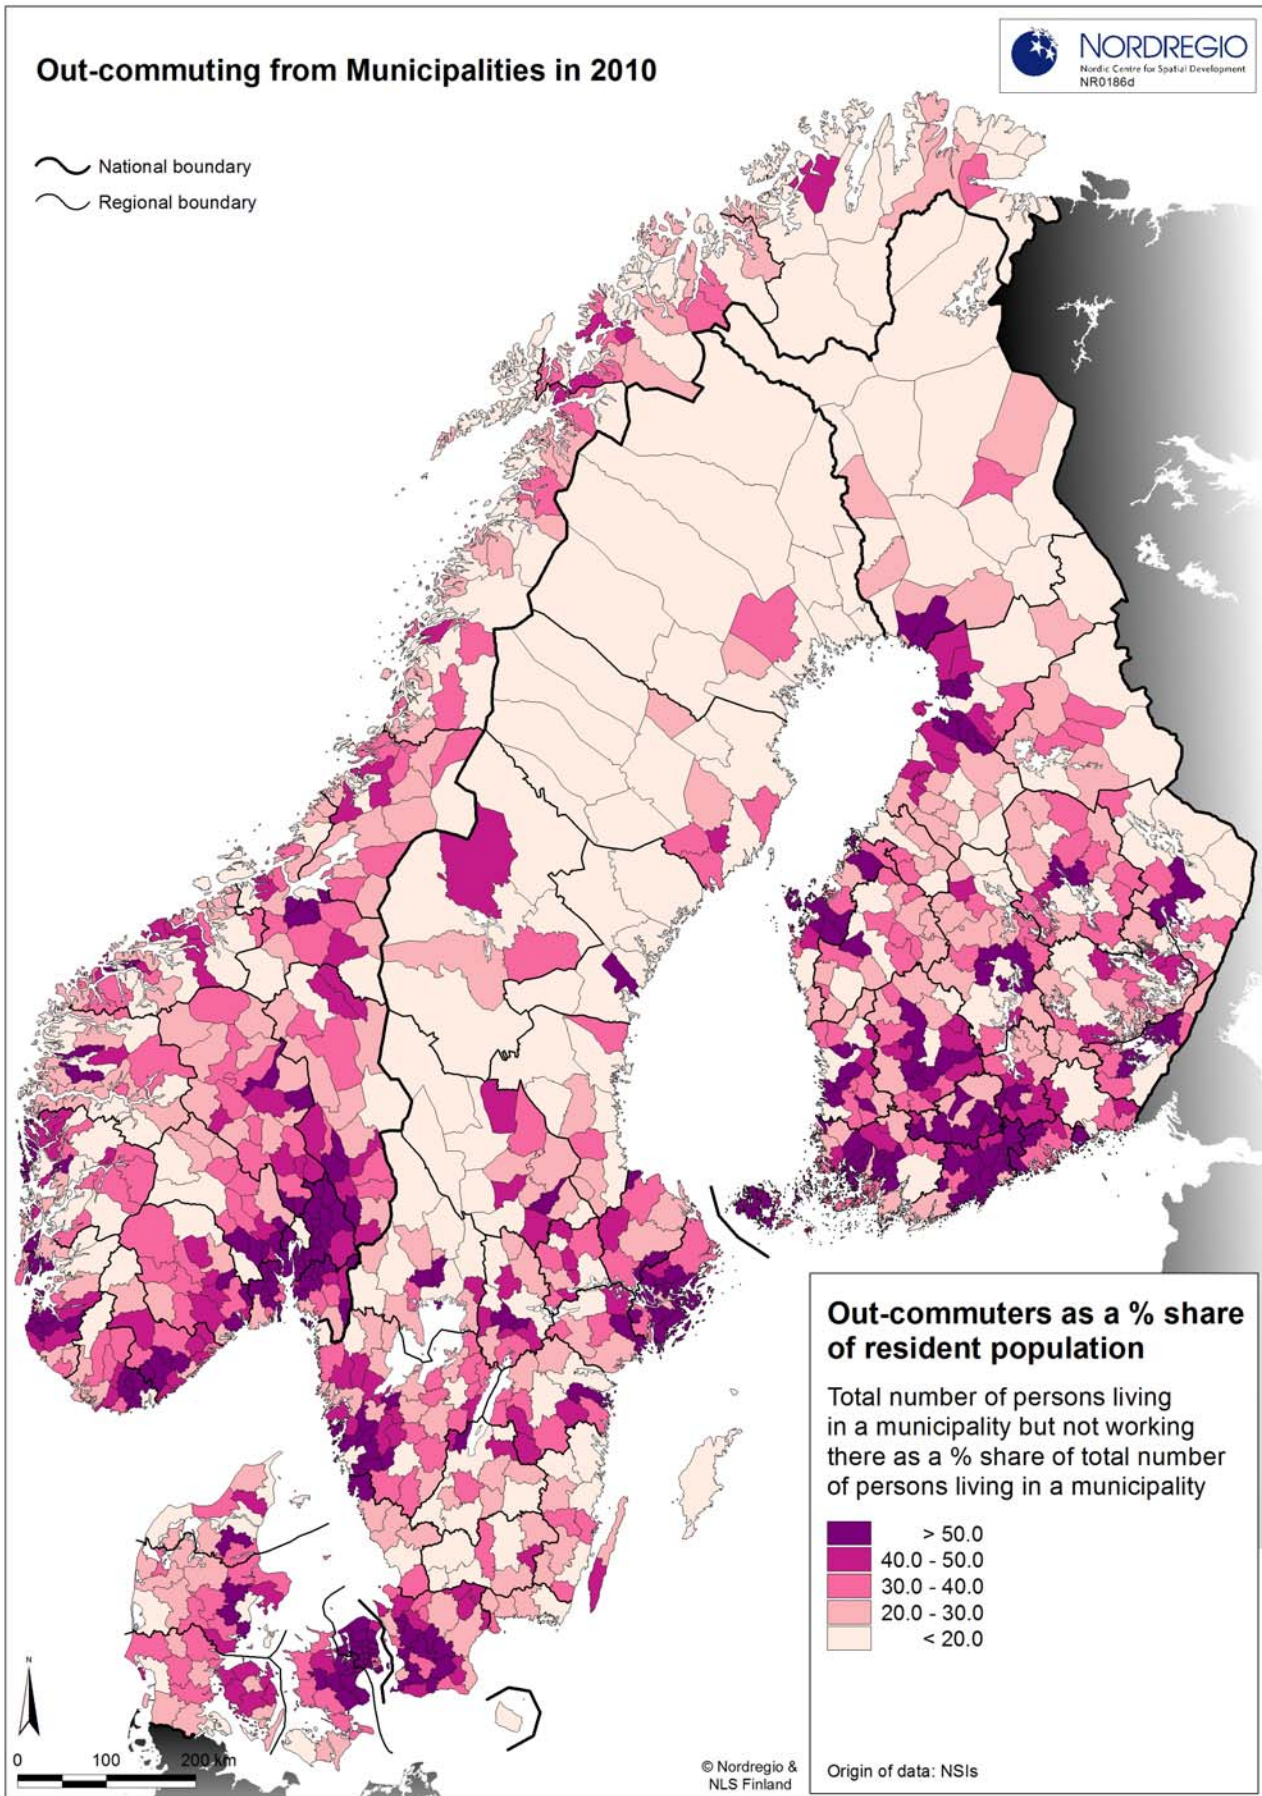 Out-commuting from Municipalities in 2010
NORDREGIO
Nordic Centre for Spatial Development
NR0186d
National boundary
Regional boundary
Out-commuters as a % share
of resident population
Total number of persons living
in a municipality but not working
there as a % share of total number
of persons living in a municipality
> 50.0
40.0 - 50.0
30.0 - 40.0
20.0 - 30.0
< 20.0
N
0 100 200 km
© Nordregio &
NLS Finland
Origin of data: NSIs